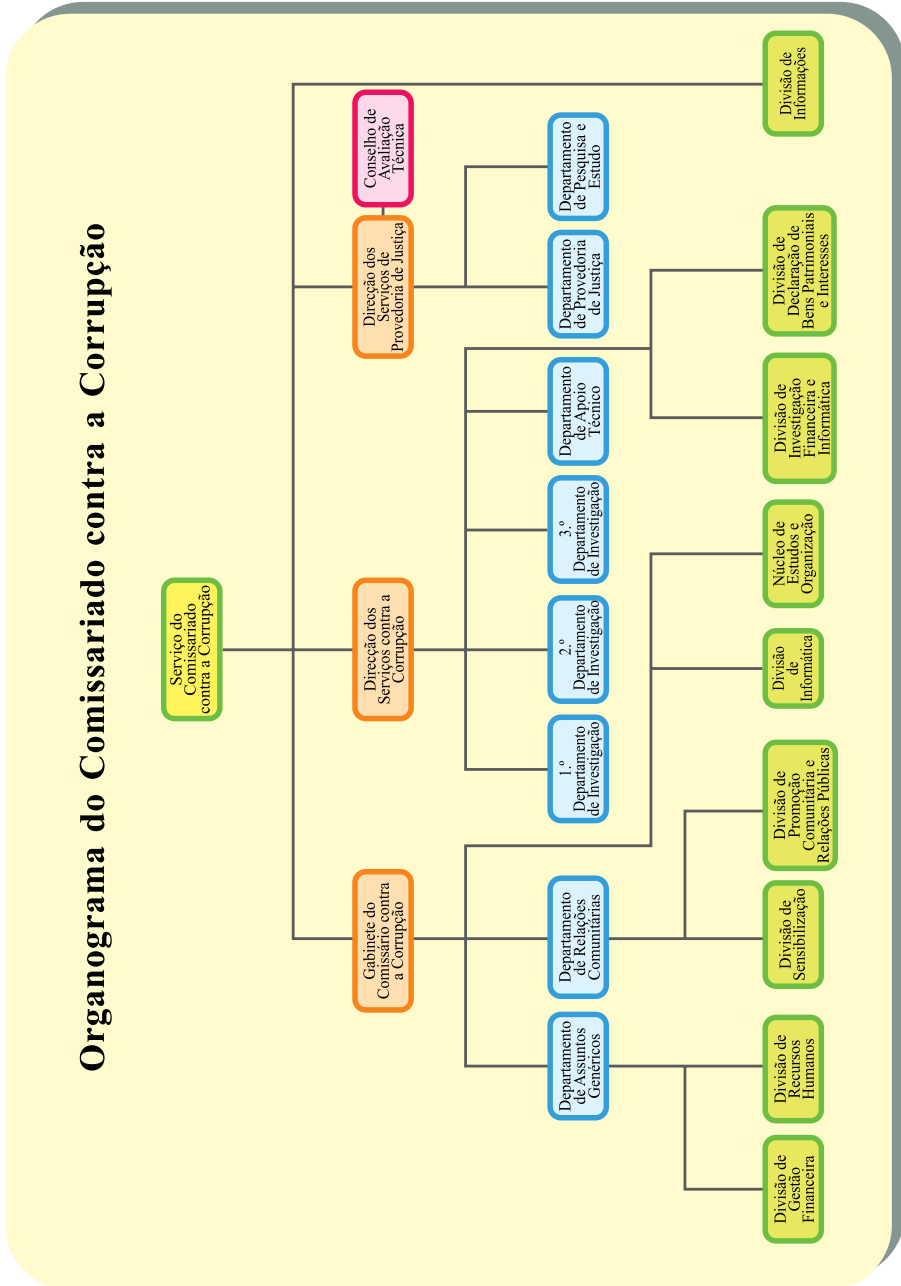 Organograma do Comissariado contra a Corrupção
Serviço do
Comissariado
contra a Corrupção
Gabinete do
Comissário contra
a Corrupção
Direcção dos
Serviços contra a
Corrupção
Direcção dos
Serviços de
Provedoria de Justiça
Conselho de
Avaliação
Técnica
Departamento
de Assuntos
Genéricos
Departamento
de Relações
Comunitárias
1.º
Departamento
de Investigação
2.º
Departamento
de Investigação
3.º
Departamento
de Investigação
Departamento
de Apoio
Técnico
Departamento
de Provedoria
de Justiça
Departamento
de Pesquisa e
Estudo
Divisão de
Gestão
Financeira
Divisão de
Recursos
Humanos
Divisão de
Sensibilização
Divisão de
Promoção
Comunitária e
Relações Públicas
Divisão
de
Informática
Núcleo de
Estudos e
Organização
Divisão de
Investigação
Financeira e
Informática
Divisão de
Declaração de
Bens Patrimoniais
e Interesses
Divisão de
Informações